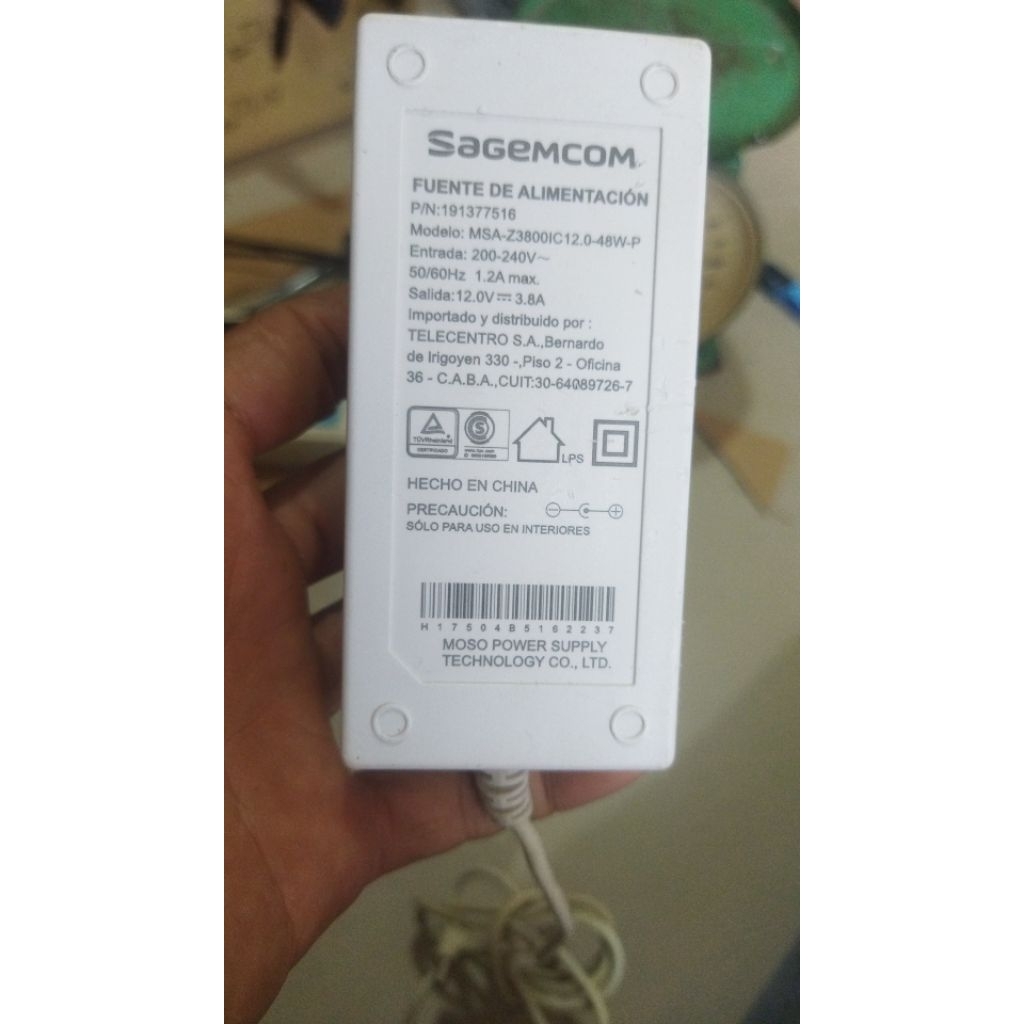 Sagemcom
FUENTE DE ALIMENTACIÓN
P/N:191377516
Modelo: MSA-Z3800IC12.0-48W-P
Entrada: 200-240V~
50/60Hz 1.2A max.
Salida:12.0V⎓3.8A
Importado y distribuido por :
TELECENTRO S.A.,Bernardo
de Irigoyen 330 -,Piso 2 - Oficina
36 - C.A.B.A.,CUIT:30-64089726-7
TÜVRheinland
CERTIFICADO
S
LPS
HECHO EN CHINA
PRECAUCIÓN:
SÓLO PARA USO EN INTERIORES
H17504B5162237
MOSO POWER SUPPLY
TECHNOLOGY CO., LTD.